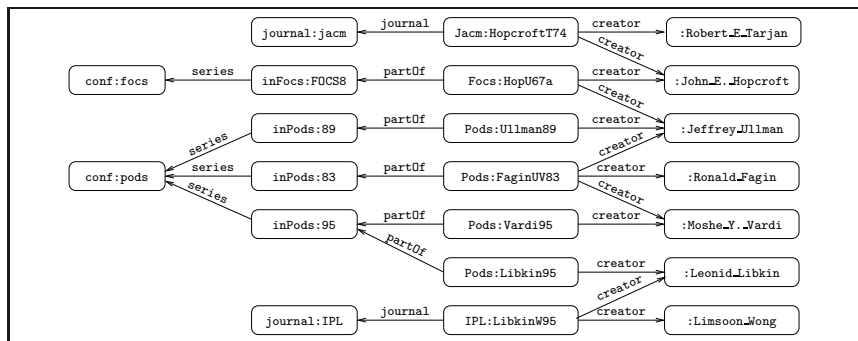 journal:jacm journal Jacm:HopcroftT74 creator :Robert_E_Tarjan
creator
conf:focs series inFocs:FOCS8 partOf Focs:HopU67a creator :John_E._Hopcroft
creator
series inPods:89 partOf Pods:Ullman89 creator :Jeffrey_Ullman
creator
conf:pods series inPods:83 partOf Pods:FaginUV83 creator :Ronald_Fagin
series creator
inPods:95 partOf Pods:Vardi95 creator :Moshe_Y._Vardi
partOf
Pods:Libkin95 creator :Leonid_Libkin
creator
journal:IPL journal IPL:LibkinW95 creator :Limsoon_Wong